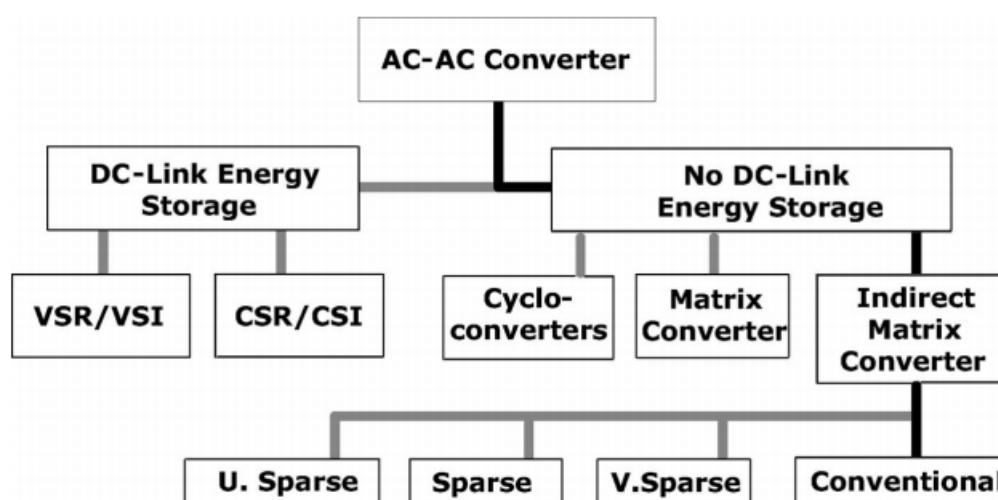 AC-AC Converter
DC-Link Energy
Storage
No DC-Link
Energy Storage
VSR/VSI
CSR/CSI
Cyclo-
converters
Matrix
Converter
Indirect
Matrix
Converter
U. Sparse
Sparse
V.Sparse
Conventional